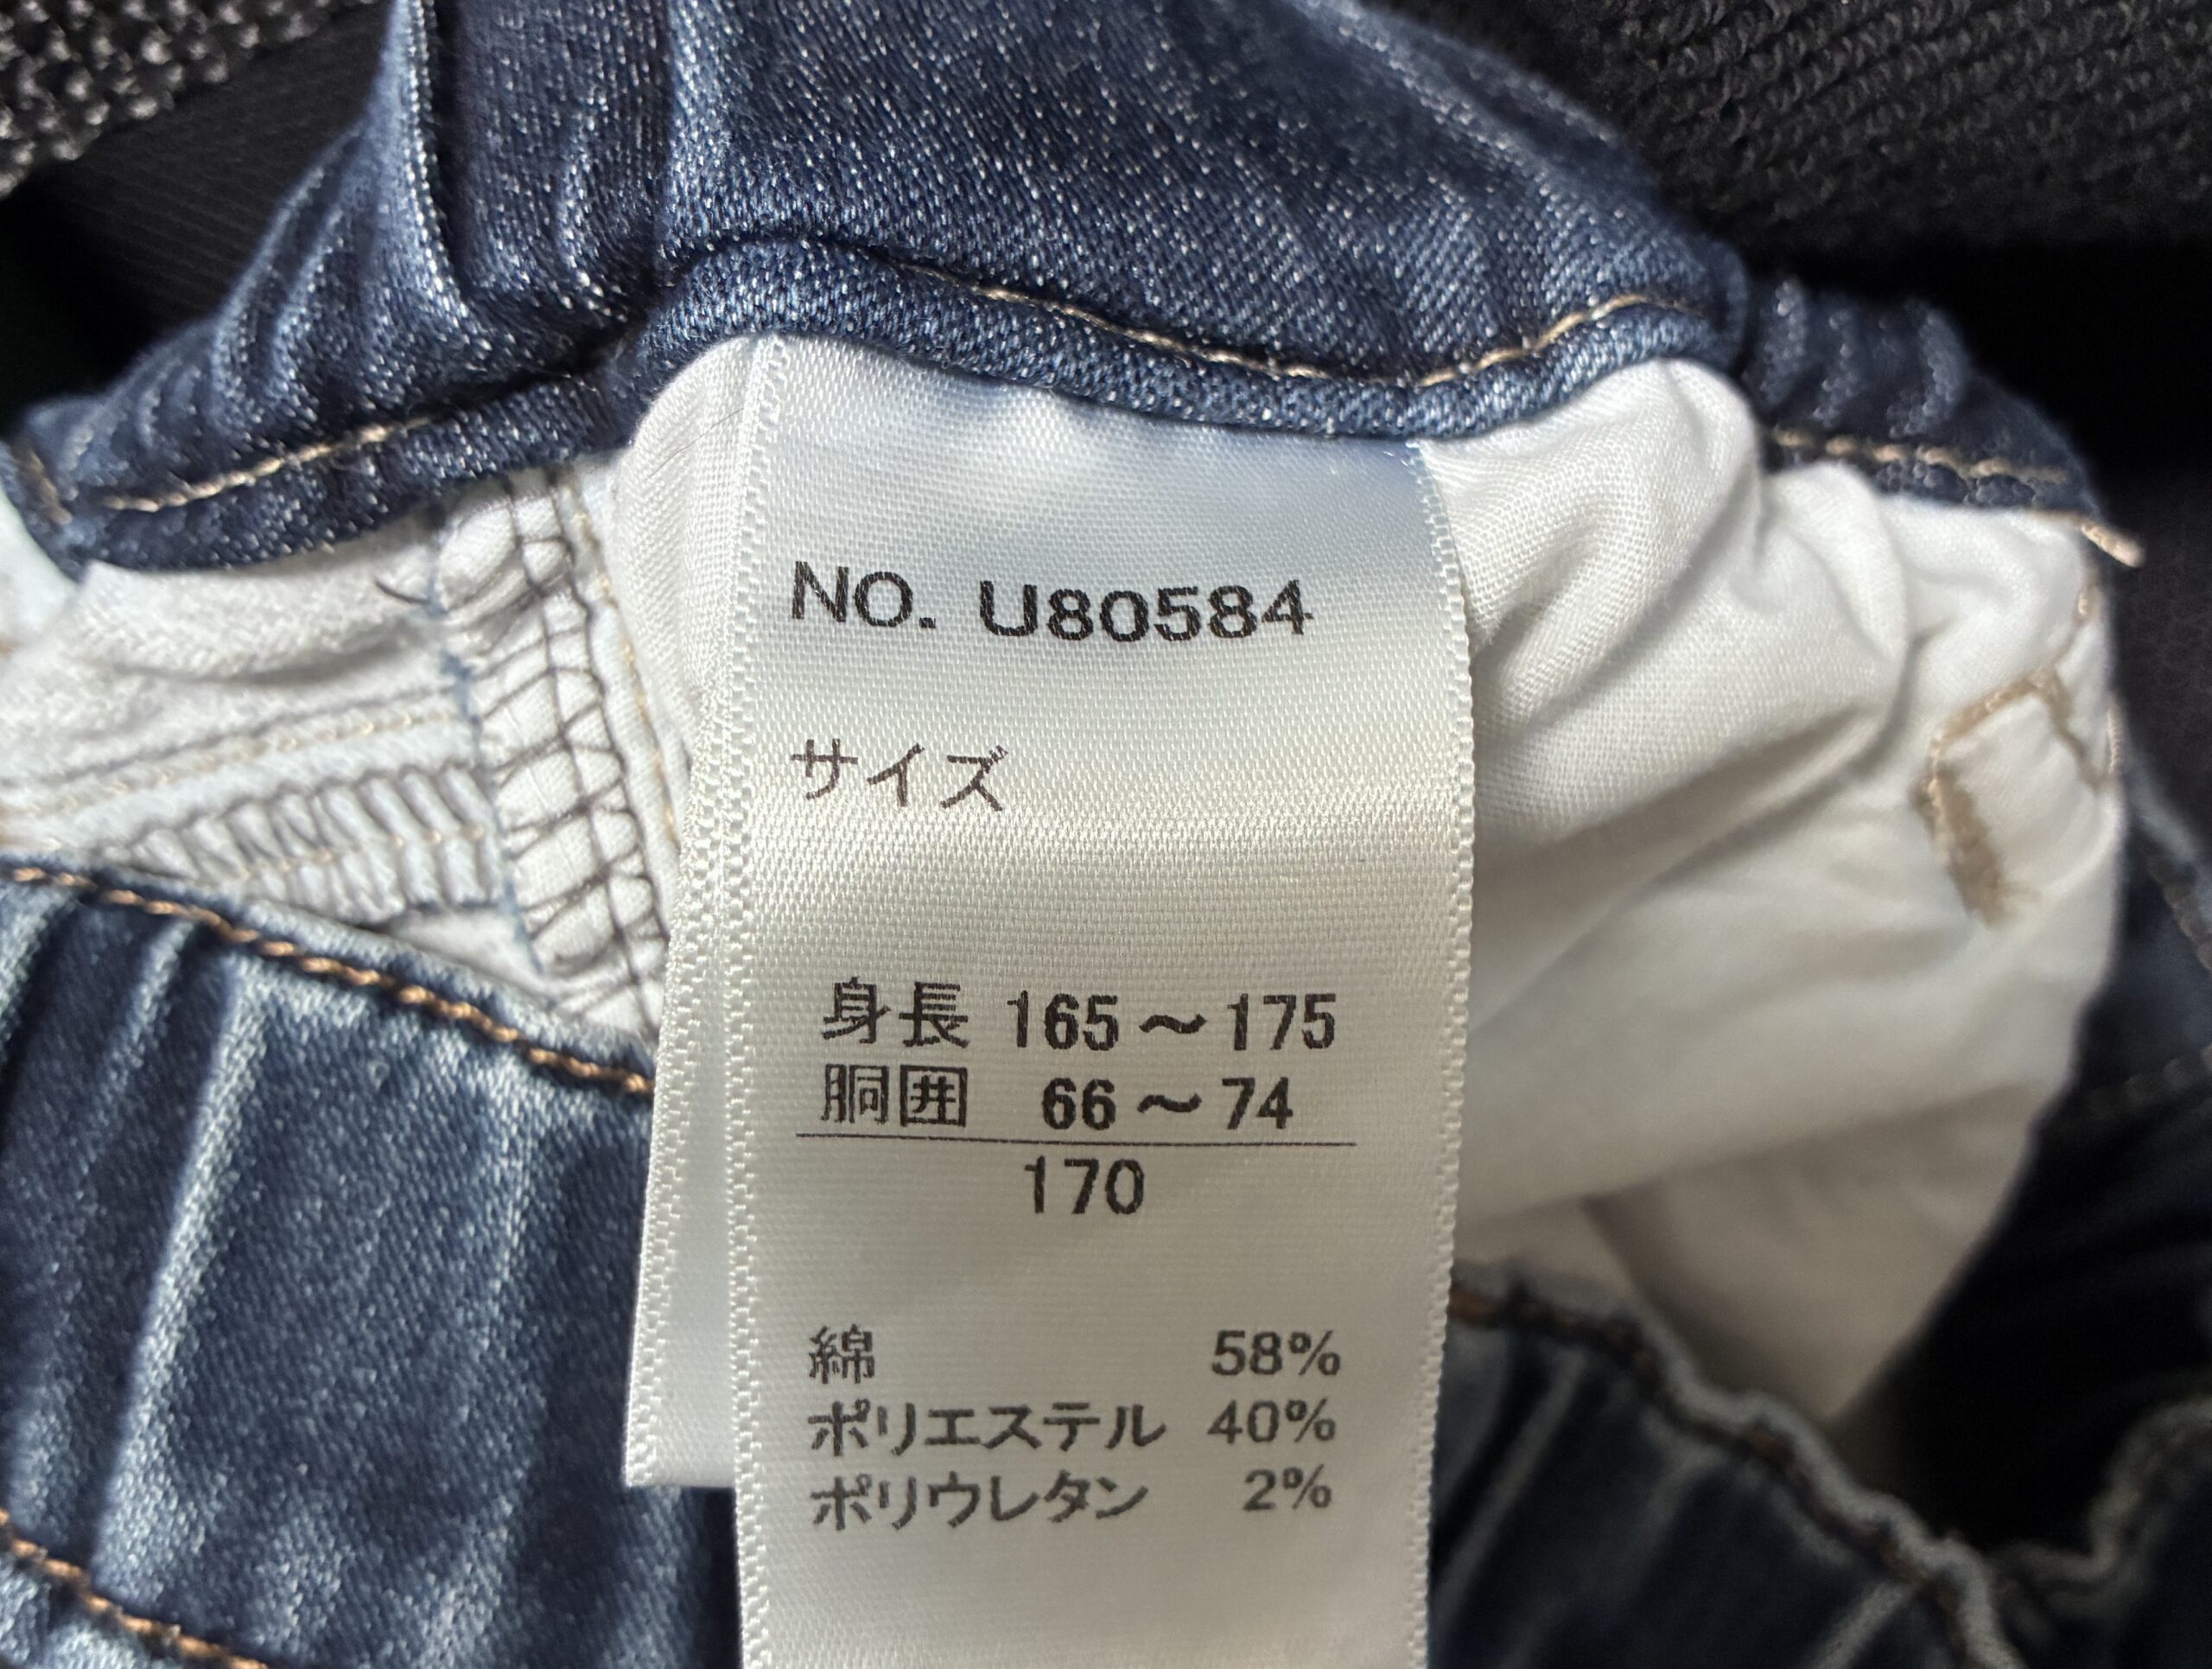 NO. U80584
サイズ
身長 165～175
胴囲 66～74
170
綿 58%
ポリエステル 40%
ポリウレタン 2%